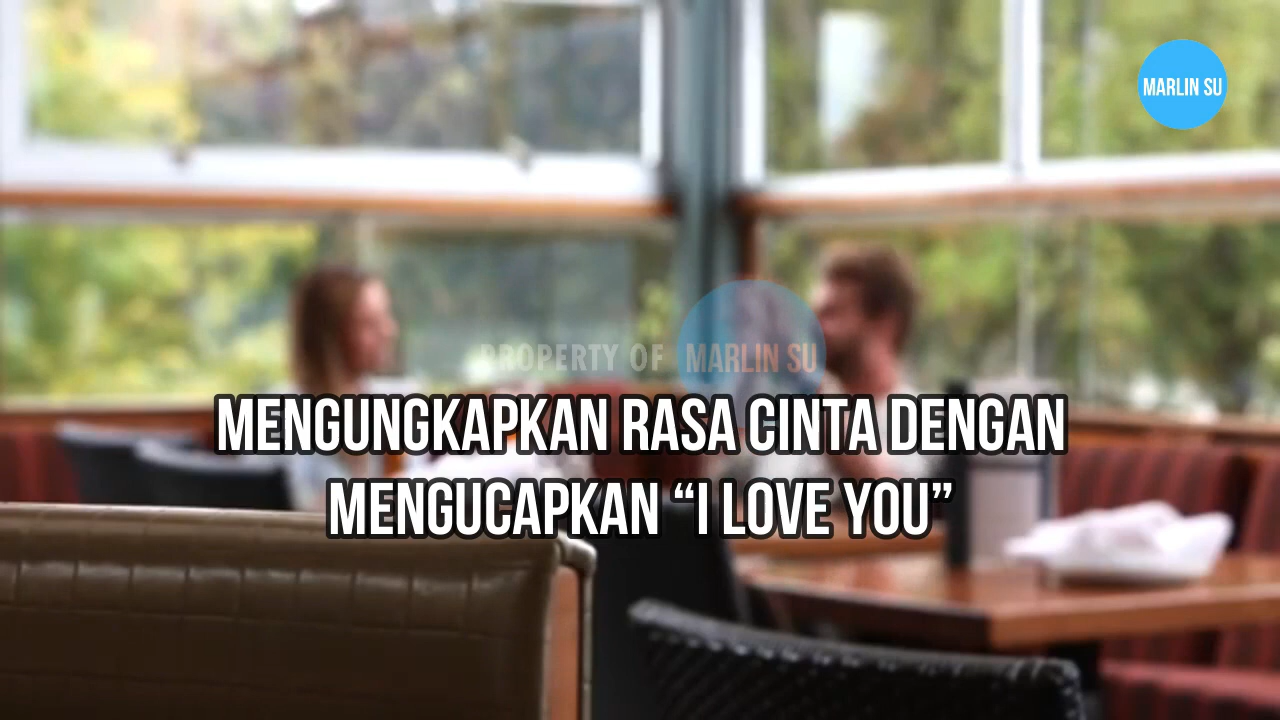 MARLIN SU
PROPERTY OF MARLIN SU
MENGUNGKAPKAN RASA CINTA DENGAN
MENGUCAPKAN “I LOVE YOU”